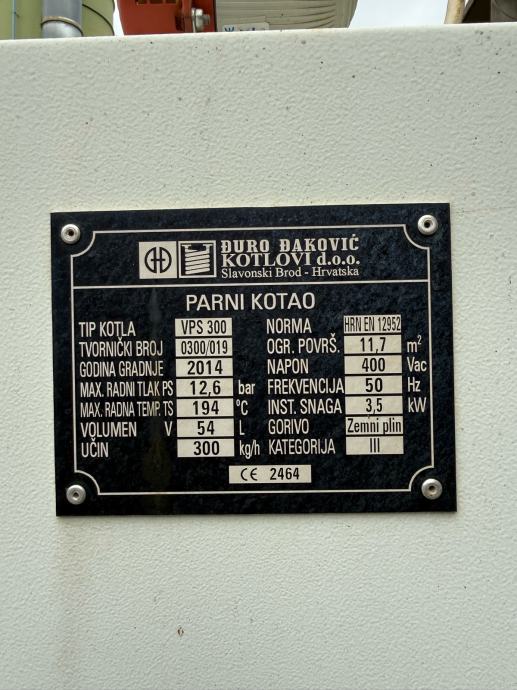 ĐURO ĐAKOVIĆ
KOTLOVI d.o.o.
Slavonski Brod - Hrvatska
PARNI KOTAO
TIP KOTLA VPS 300 NORMA HRN EN 12952
TVORNIČKI BROJ 0300/019 OGR. POVRŠ. 11,7 m²
GODINA GRADNJE 2014 NAPON 400 Vac
MAX. RADNI TLAK PS 12,6 bar FREKVENCIJA 50 Hz
MAX. RADNA TEMP. TS 194 °C INST. SNAGA 3,5 kW
VOLUMEN V 54 L GORIVO Zemni plin
UČIN 300 kg/h KATEGORIJA III
CE 2464